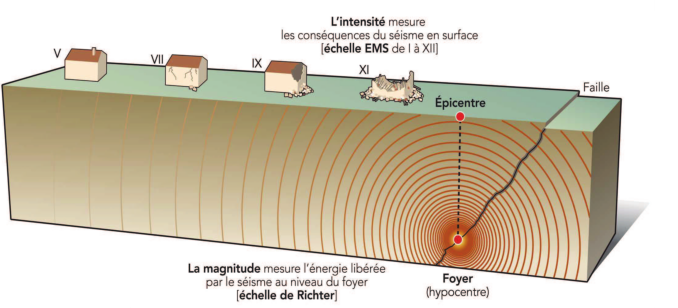 L'intensité mesure
les conséquences du séisme en surface
[échelle EMS de I à XII]
V
VII
IX
XI
Épicentre
Faille
La magnitude mesure l'énergie libérée
par le séisme au niveau du foyer
[échelle de Richter]
Foyer
(hypocentre)